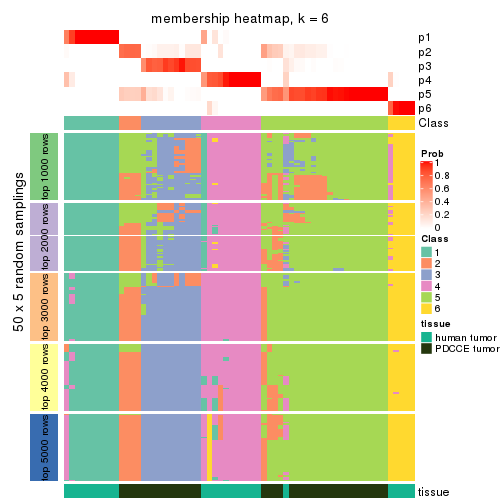 membership heatmap, k = 6
p1
p2
p3
p4
p5
p6
Class
50 x 5 random samplings
top 1000 rows
top 2000 rows
top 3000 rows
top 4000 rows
top 5000 rows
Prob
1
0.8
0.6
0.4
0.2
0
Class
1
2
3
4
5
6
tissue
human tumor
PDCCE tumor
tissue